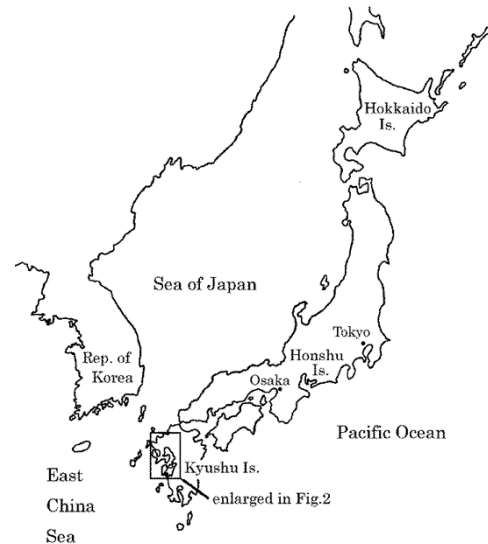 Hokkaido
Is.
Sea of Japan
Tokyo
Rep. of
Korea
Honshu
Is.
Osaka
Pacific Ocean
Kyushu Is.
East
China
Sea
enlarged in Fig.2